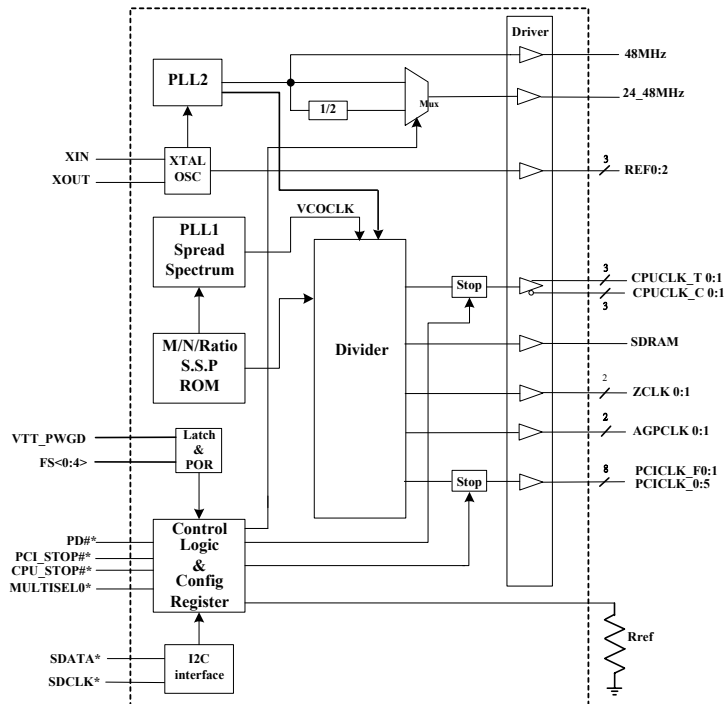 Driver
48MHz
PLL2
24_48MHz
Mux
1/2
XIN
XTAL
OSC
3
REF0:2
XOUT
VCOCLK
PLL1
Spread
Spectrum
3
CPUCLK_T 0:1
Stop
CPUCLK_C 0:1
3
M/N/Ratio
S.S.P
ROM
Divider
SDRAM
2
ZCLK 0:1
VTT_PWGD
Latch
&
POR
2
AGPCLK 0:1
FS<0:4>
8
PCICLK_F0:1
Stop
PCICLK_0:5
Control
Logic
&
Config
Register
PD#*
PCI_STOP#*
CPU_STOP#*
MULTISEL0*
Rref
SDATA*
I2C
interface
SDCLK*